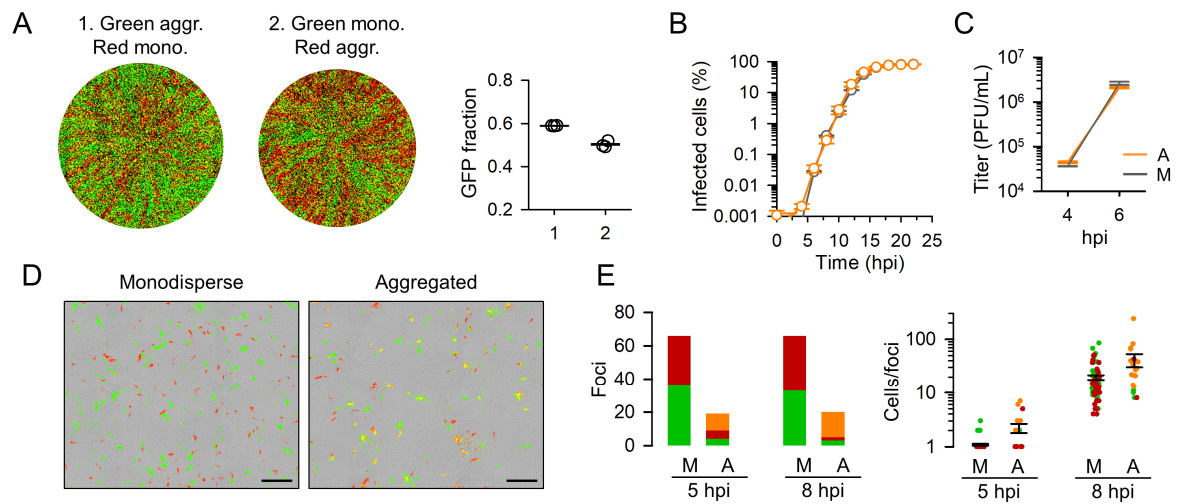 A
1. Green aggr.
Red mono.
2. Green mono.
Red aggr.
GFP fraction
0.8
0.6
0.4
0.2
1
2
B
Infected cells (%)
100
10
1
0.1
0.01
0.001
0
5
10
15
20
25
Time (hpi)
C
Titer (PFU/mL)
10⁷
10⁶
10⁵
10⁴
4
6
hpi
A
M
D
Monodisperse
Aggregated
E
Foci
80
60
40
20
0
M A M A
5 hpi 8 hpi
Cells/foci
100
10
1
M A M A
5 hpi 8 hpi